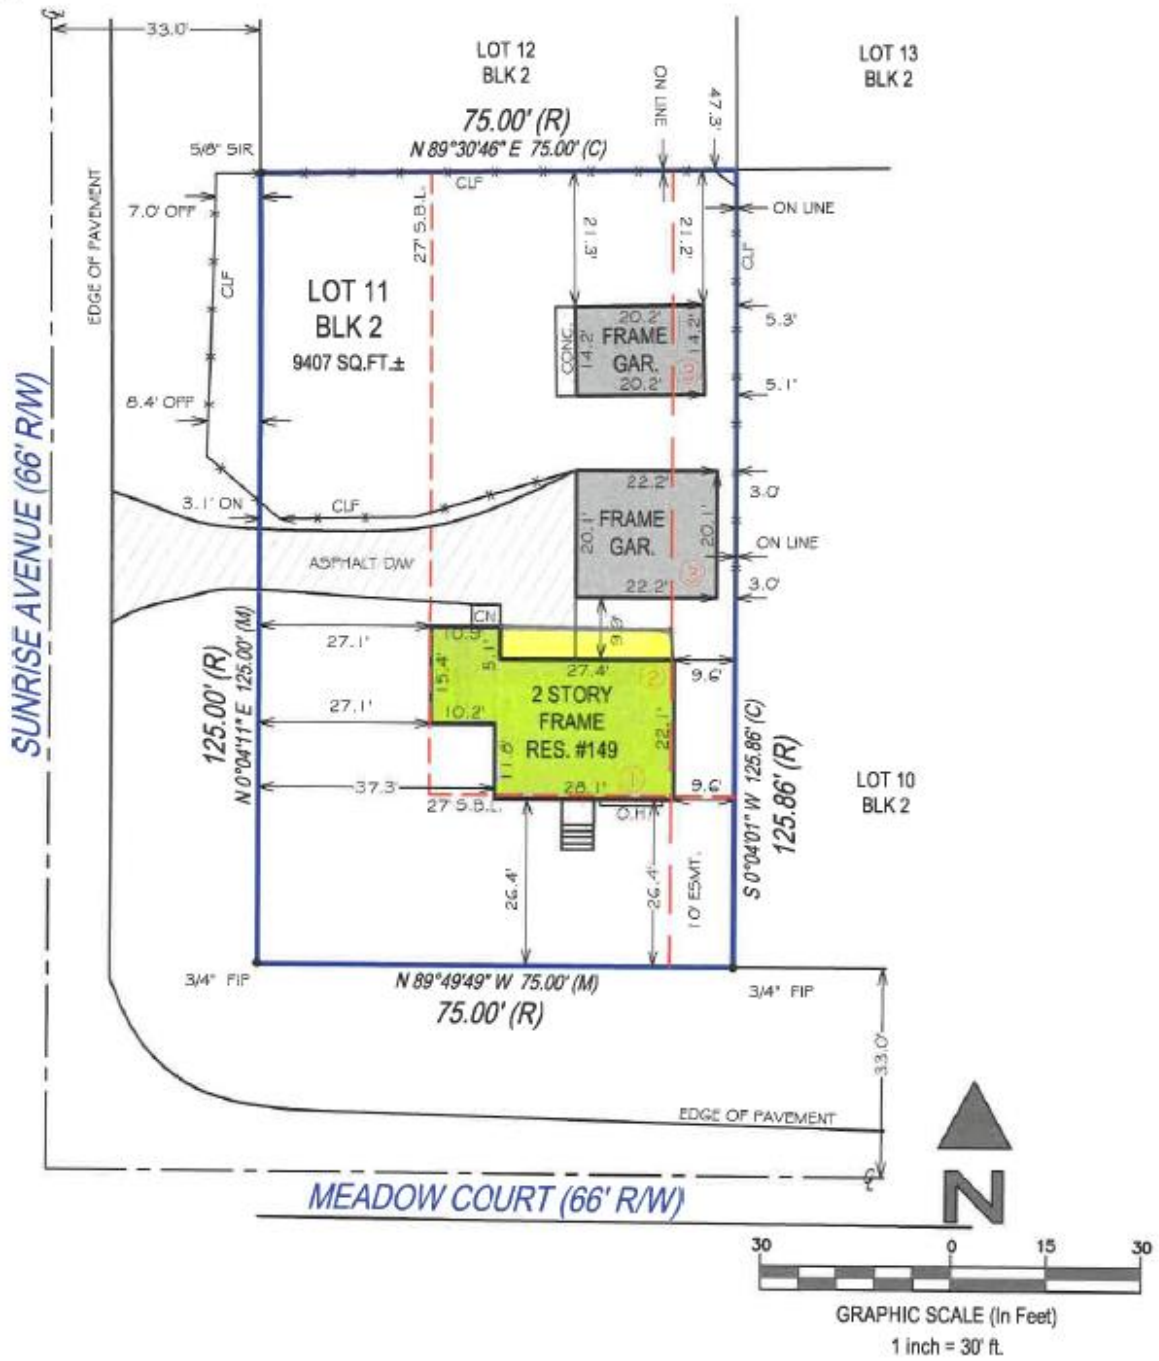 33.0'
LOT 12
BLK 2
LOT 13
BLK 2
ON LINE
47.3'
75.00' (R)
N 89°30'46" E 75.00' (C)
5/8" SIR
CLF
EDGE OF PAVEMENT
7.0' OFF
27' S.B.L.
ON LINE
CLF
CLF
21.3'
21.2'
LOT 11
BLK 2
9407 SQ.FT.±
CONC.
20.2'
14.2'
FRAME
GAR.
14.2'
20.2'
5.3'
5.1'
8.4' OFF
SUNRISE AVENUE (66' R/W)
3.1' ON
CLF
22.2'
3.0'
20.1'
FRAME
GAR.
20.1'
ON LINE
ASPHALT D/W
22.2'
3.0'
CN
9.6'
27.1'
10.9'
5.1'
27.4'
2
9.6'
125.00' (R)
N 0°04'11" E 125.00' (M)
15.4'
2 STORY
FRAME
RES. #149
22.1'
27.1'
10.2'
11.8'
1
S 0°04'01" W 125.86' (C)
125.86' (R)
LOT 10
BLK 2
37.3'
28.1'
9.6'
27' S.B.L.
O.H.
26.4'
26.4'
10' ESMT.
3/4" FIP
N 89°49'49" W 75.00' (M)
75.00' (R)
3/4" FIP
33.0'
EDGE OF PAVEMENT
MEADOW COURT (66' R/W)
N
30 0 15 30
GRAPHIC SCALE (In Feet)
1 inch = 30' ft.